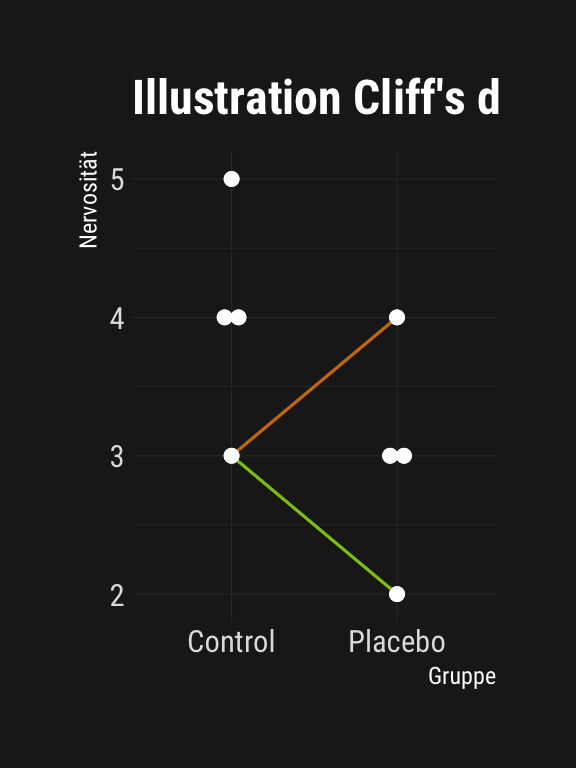 Illustration Cliff's d
Nervosität
5
4
3
2
Control Placebo
Gruppe